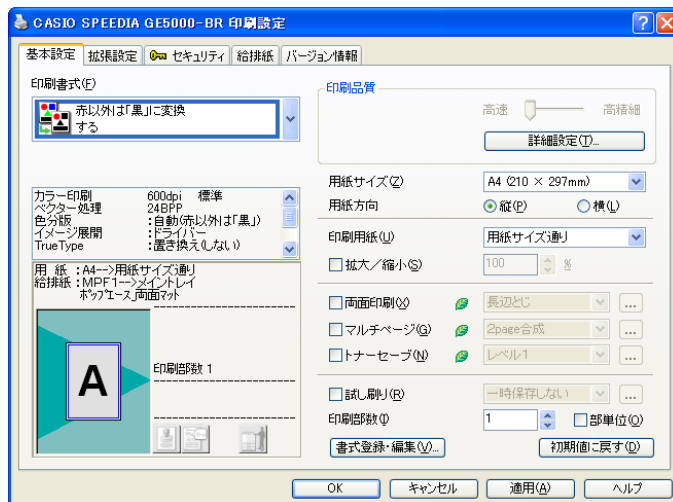 CASIO SPEEDIA GE5000-BR 印刷設定
基本設定 拡張設定 セキュリティ 給排紙 バージョン情報
印刷書式(F)
赤以外は「黒」に変換
する
カラー印刷 600dpi 標準
ベクター処理 24BPP
色分版 :自動(赤以外は「黒」)
イメージ展開 :ドライバー
TrueType :置き換え(しない)
用 紙 :A4-->用紙サイズ通り
給排紙 :MPF1-->メイントレイ
ポップエース_両面マット
A
印刷部数 1
印刷品質
高速 高精細
詳細設定(T)...
用紙サイズ(Z) A4 (210 × 297mm)
用紙方向 縦(P) 横(L)
印刷用紙(U) 用紙サイズ通り
拡大/縮小(S) 100 %
両面印刷(X) 長辺とじ ...
マルチページ(G) 2page合成 ...
トナーセーブ(N) レベル1 ...
試し刷り(R) 一時保存しない ...
印刷部数(I) 1 部単位(O)
書式登録・編集(V)... 初期値に戻す(D)
OK キャンセル 適用(A) ヘルプ